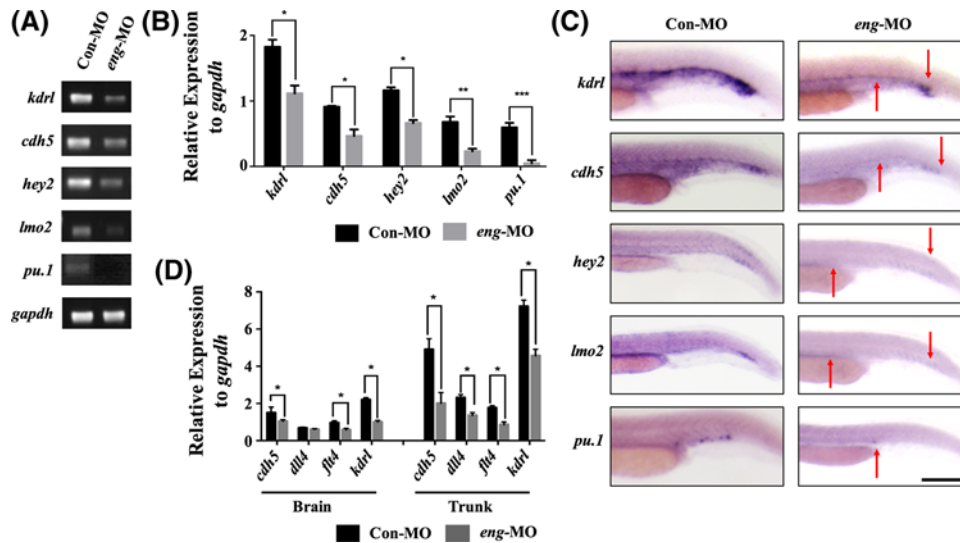 (A)
Con-MO
eng-MO
kdrl
cdh5
hey2
lmo2
pu.1
gapdh
(B)
Relative Expression
to gapdh
2
1
0
*
*
*
**
***
kdrl
cdh5
hey2
lmo2
pu.1
Con-MO
eng-MO
(D)
Relative Expression
to gapdh
8
6
4
2
0
*
*
*
*
*
*
*
cdh5
dll4
flt4
kdrl
cdh5
dll4
flt4
kdrl
Brain
Trunk
Con-MO
eng-MO
(C)
Con-MO
eng-MO
kdrl
cdh5
hey2
lmo2
pu.1